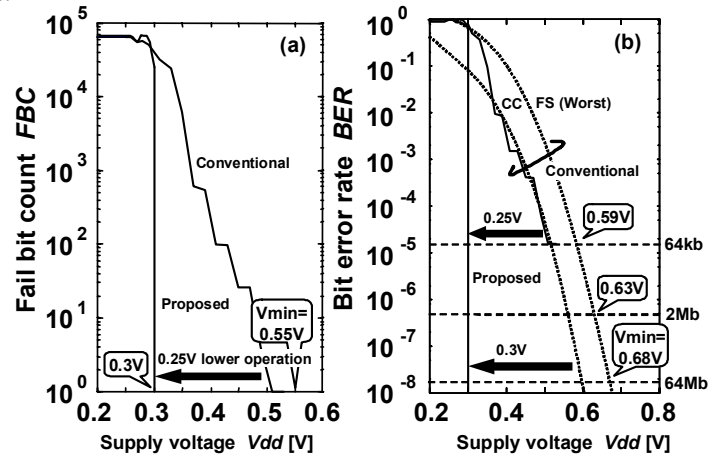 (a)
Fail bit count FBC
10^5
10^4
10^3
10^2
10^1
10^0
Conventional
Proposed
Vmin=
0.55V
0.3V
0.25V lower operation
0.2 0.3 0.4 0.5 0.6
Supply voltage Vdd [V]
(b)
Bit error rate BER
10^0
10^-1
10^-2
10^-3
10^-4
10^-5
10^-6
10^-7
10^-8
CC
FS (Worst)
Conventional
0.25V
0.59V
64kb
Proposed
0.63V
2Mb
0.3V
Vmin=
0.68V
64Mb
0.2 0.4 0.6 0.8
Supply voltage Vdd [V]